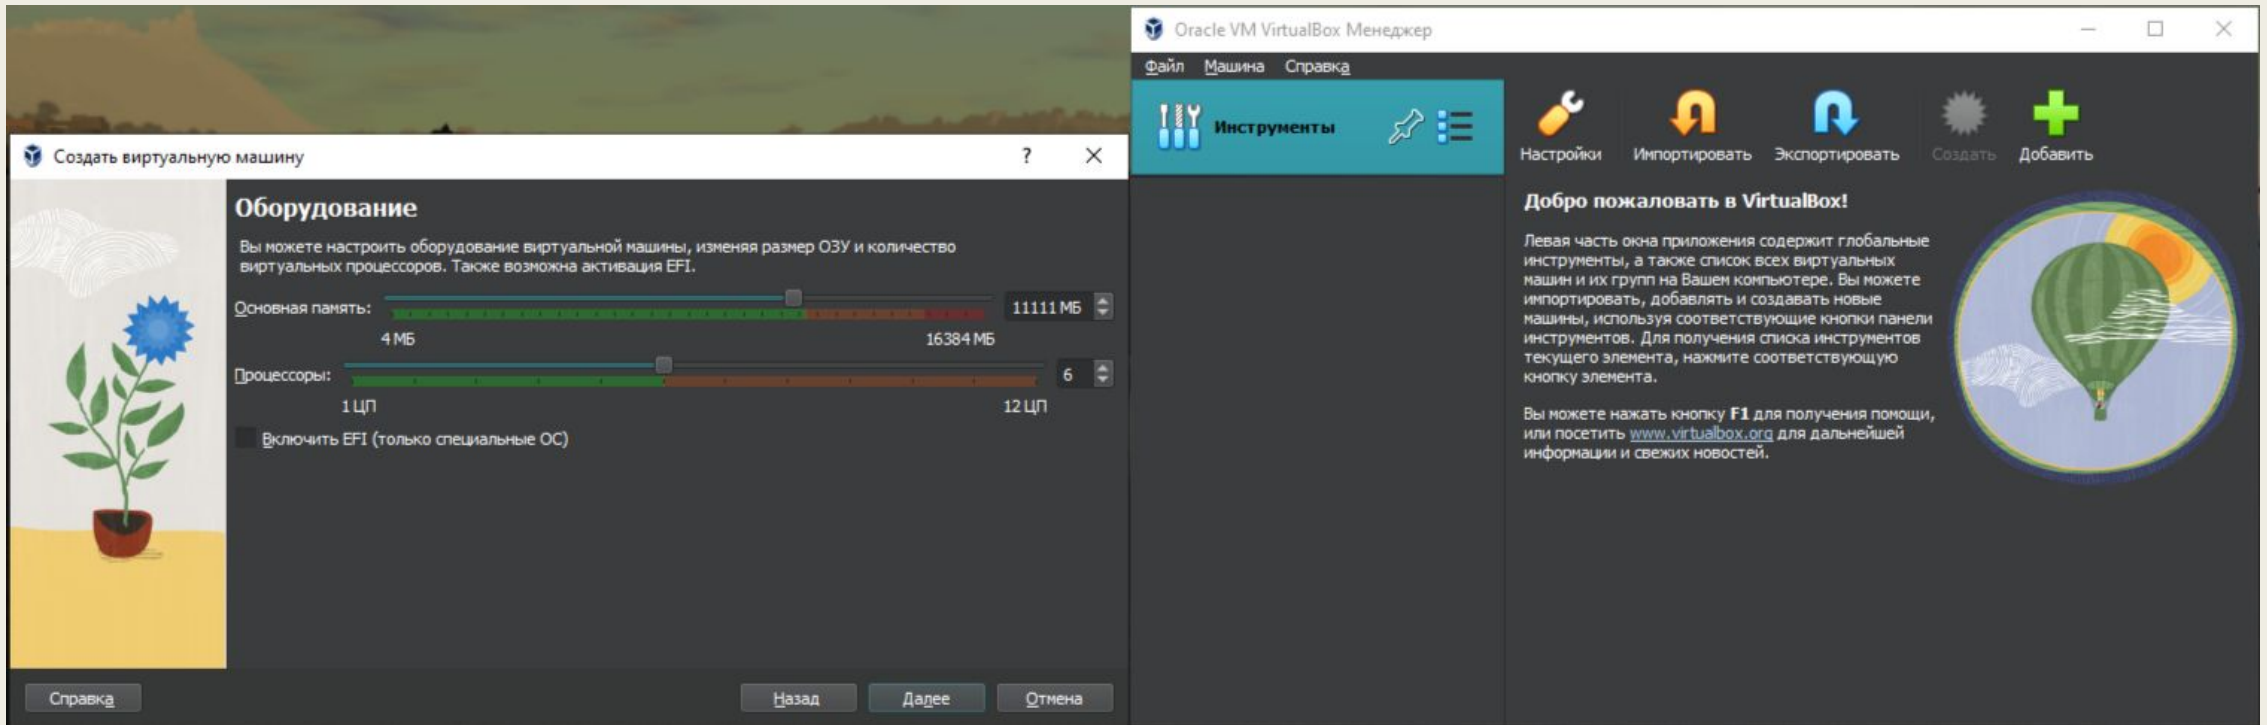 Создать виртуальную машину
?
Оборудование
Вы можете настроить оборудование виртуальной машины, изменяя размер ОЗУ и количество
виртуальных процессоров. Также возможна активация EFI.
Основная память:
11111 МБ
4 МБ
16384 МБ
Процессоры:
6
1 ЦП
12 ЦП
Включить EFI (только специальные ОС)
Справка
Назад
Далее
Отмена
Oracle VM VirtualBox Менеджер
Файл Машина Справка
Инструменты
Настройки Импортировать Экспортировать Создать Добавить
Добро пожаловать в VirtualBox!
Левая часть окна приложения содержит глобальные
инструменты, а также список всех виртуальных
машин и их групп на Вашем компьютере. Вы можете
импортировать, добавлять и создавать новые
машины, используя соответствующие кнопки панели
инструментов. Для получения списка инструментов
текущего элемента, нажмите соответствующую
кнопку элемента.
Вы можете нажать кнопку F1 для получения помощи,
или посетить www.virtualbox.org для дальнейшей
информации и свежих новостей.